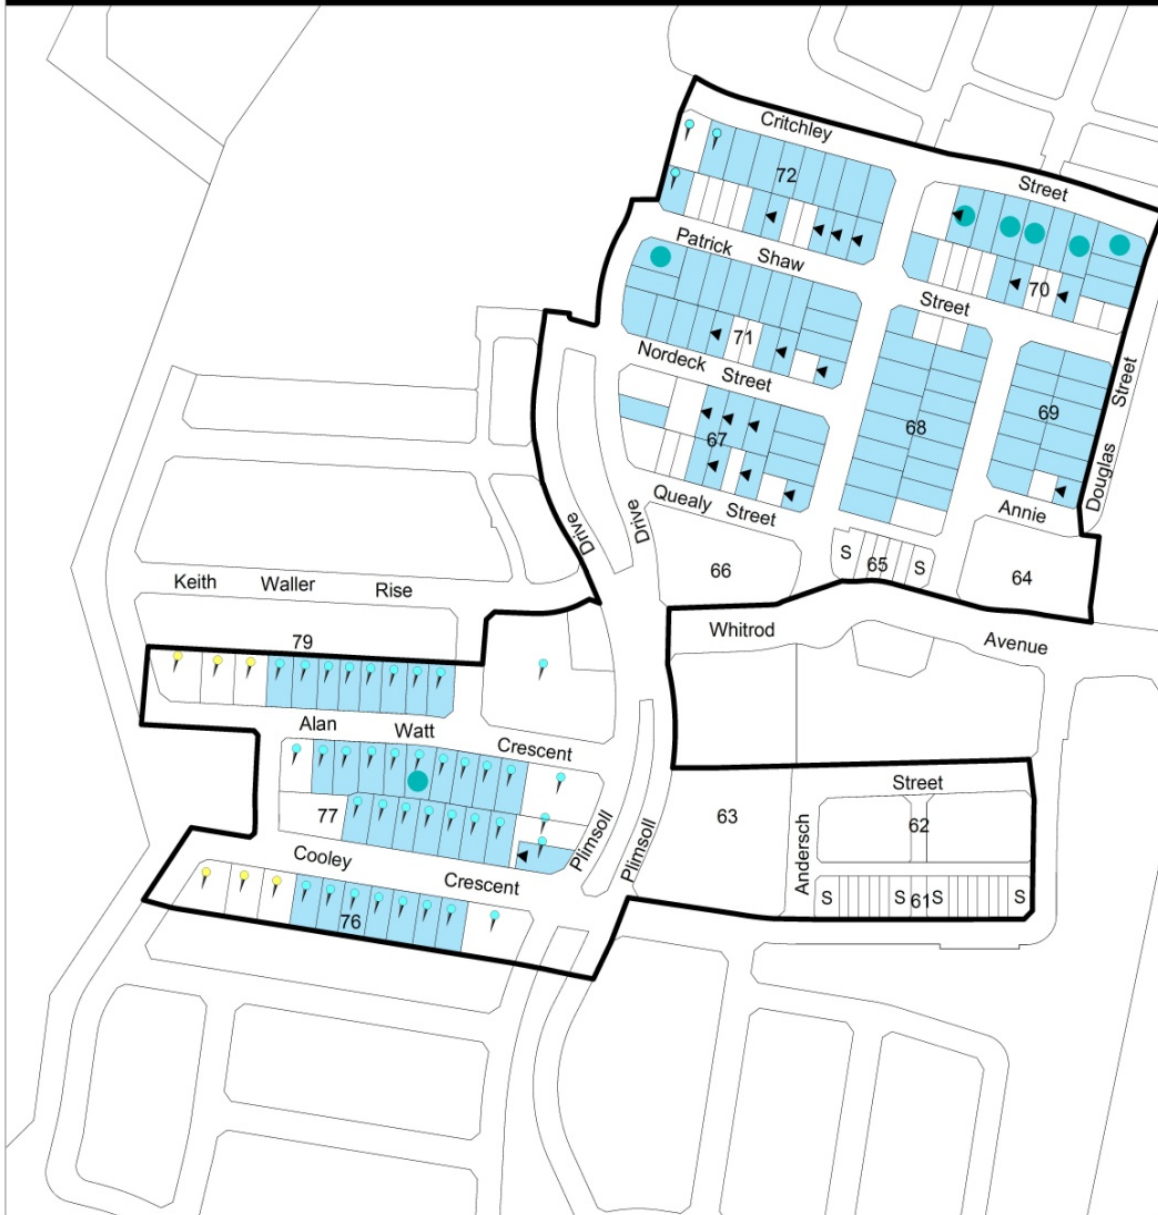 Critchley
72
Street
Patrick Shaw
70
Street
71
Nordeck Street
Street
69
68
67
Douglas
Quealy Street
Annie
Drive
Drive
S 65 S
66
64
Keith Waller Rise
Whitrod
Avenue
79
Alan Watt Crescent
Street
77
63
62
Plimsoll
Plimsoll
Andersch
Cooley
Crescent
S S 61 S S
76